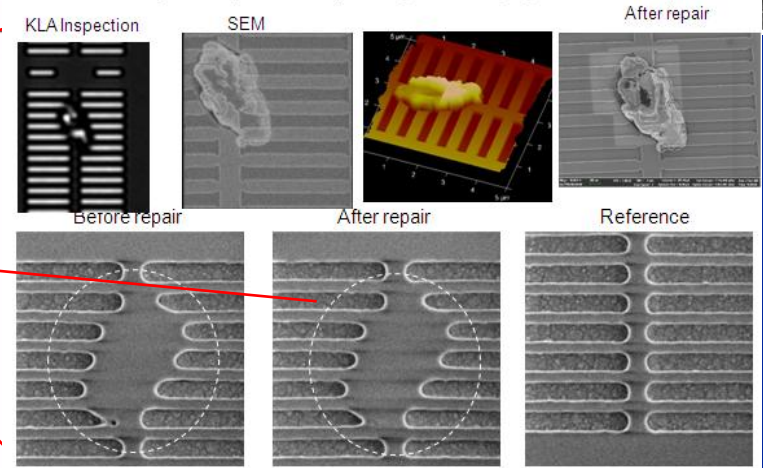 KLA Inspection
SEM
After repair
Before repair
After repair
Reference